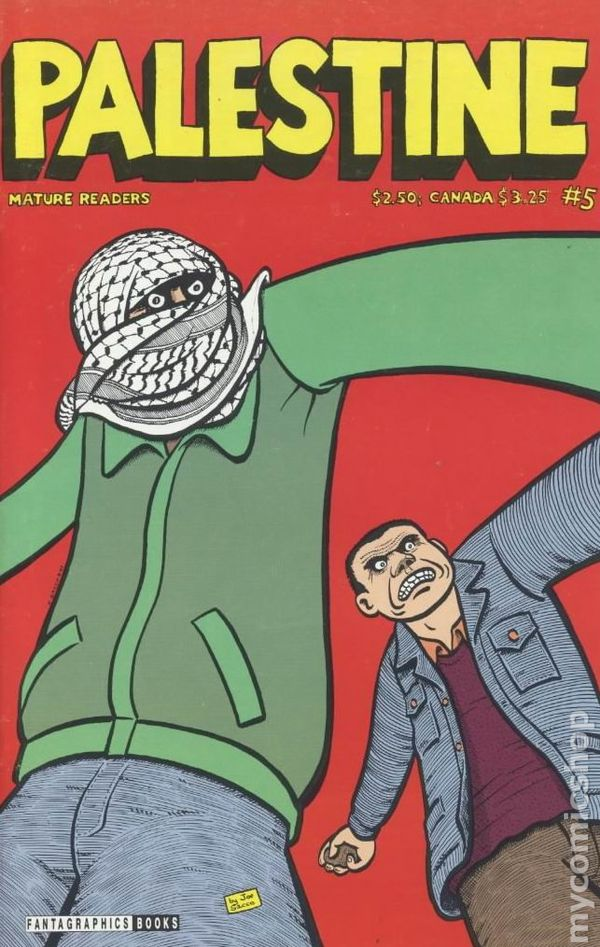 PALESTINE
MATURE READERS
$2.50; CANADA $3.25 #5
by Joe
Sacco
FANTAGRAPHICS BOOKS
mycomicshop